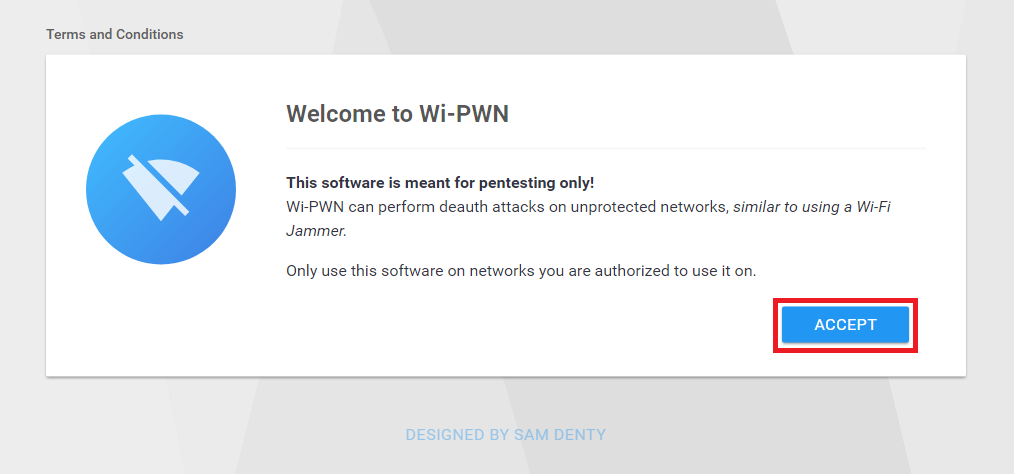 Terms and Conditions
Welcome to Wi-PWN
This software is meant for pentesting only!
Wi-PWN can perform deauth attacks on unprotected networks, similar to using a Wi-Fi
Jammer.
Only use this software on networks you are authorized to use it on.
ACCEPT
DESIGNED BY SAM DENTY